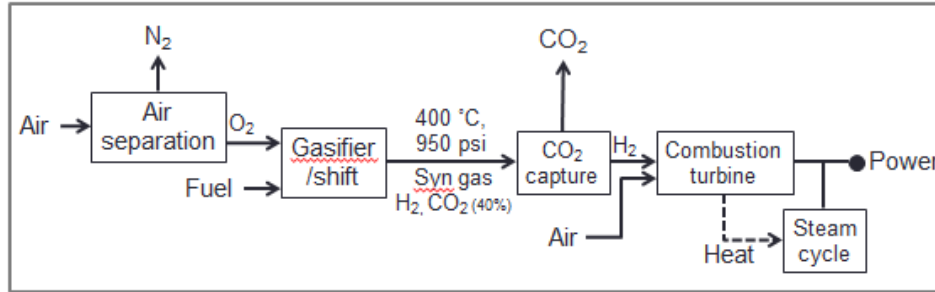 N₂
CO₂
Air
Air
separation
O₂
Fuel
Gasifier
/shift
400 ˚C,
950 psi
Syn gas
H₂, CO₂ (40%)
CO₂
capture
H₂
Air
Combustion
turbine
Power
Heat
Steam
cycle